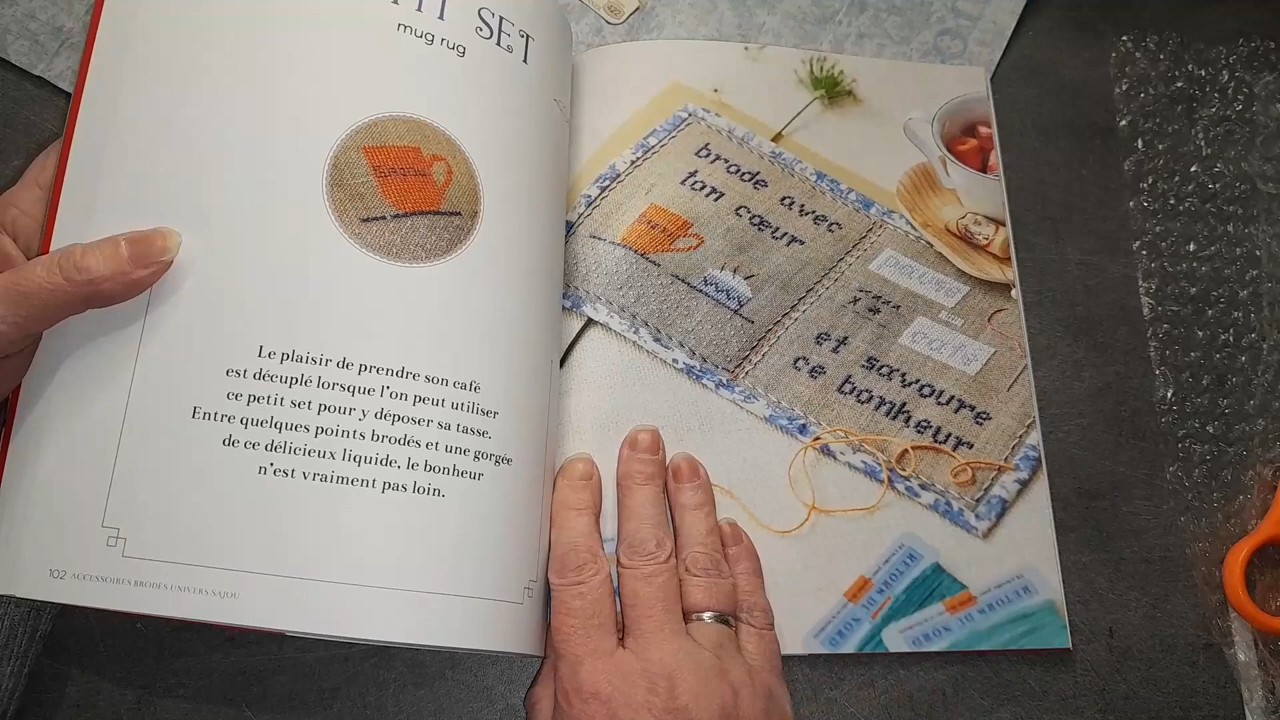 SET
mug rug
Le plaisir de prendre son café
est décuplé lorsque l'on peut utiliser
ce petit set pour y déposer sa tasse.
Entre quelques points brodés et une gorgée
de ce délicieux liquide, le bonheur
n'est vraiment pas loin.
102 ACCESSOIRES BRODÉS UNIVERS SAJOU
brode avec
ton cœur
et savoure
ce bonheur
RETORS DU NORD
RETORS DU NORD